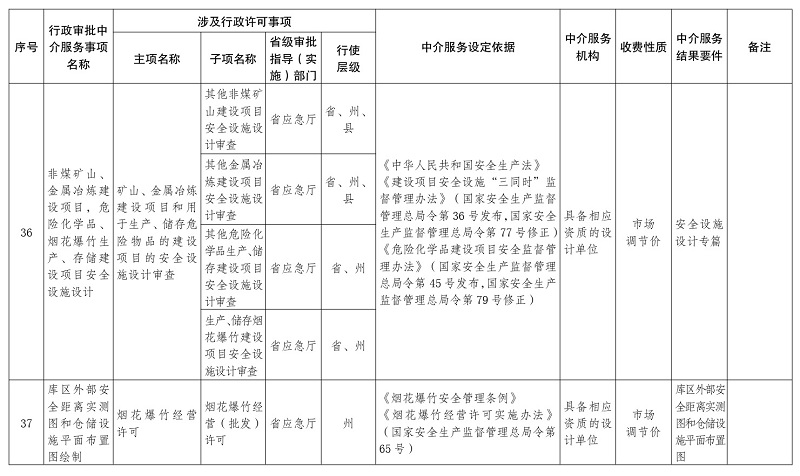 序号
行政审批中
介服务事项
名称
涉及行政许可事项
主项名称
子项名称
省级审批
指导（实
施）部门
行使
层级
中介服务设定依据
中介服务
机构
收费性质
中介服务
结果要件
备注
36
非煤矿山、
金属冶炼建
设项目，危
险化学品、
烟花爆竹生
产、存储建
设项目安全
设施设计
矿山、金属冶炼
建设项目和用
于生产、储存危
险物品的建设
项目的安全设
施设计审查
其他非煤矿
山建设项目
安全设施设
计审查
省应急厅
省、州、
县
其他金属冶
炼建设项目
安全设施设
计审查
省应急厅
省、州、
县
其他危险化
学品生产、储
存建设项目
安全设施设
计审查
省应急厅
省、州
生产、储存烟
花爆竹建设
项目安全设
施设计审查
省应急厅
省、州
《中华人民共和国安全生产法》
《建设项目安全设施“三同时”监
督管理办法》（国家安全生产监督
管理总局令第36号发布，国家安全
生产监督管理总局令第77号修正）
《危险化学品建设项目安全监督管
理办法》（国家安全生产监督管理
总局令第45号发布，国家安全生产
监督管理总局令第79号修正）
具备相应
资质的设
计单位
市场
调节价
安全设施
设计专篇
37
库区外部安
全距离实测
图和仓储设
施平面布置
图绘制
烟花爆竹经营
许可
烟花爆竹经
营（批发）
许可
省应急厅
州
《烟花爆竹安全管理条例》
《烟花爆竹经营许可实施办法》
（国家安全生产监督管理总局令第
65号）
具备相应
资质的设
计单位
市场
调节价
库区外部安
全距离实测
图和仓储设
施平面布置
图